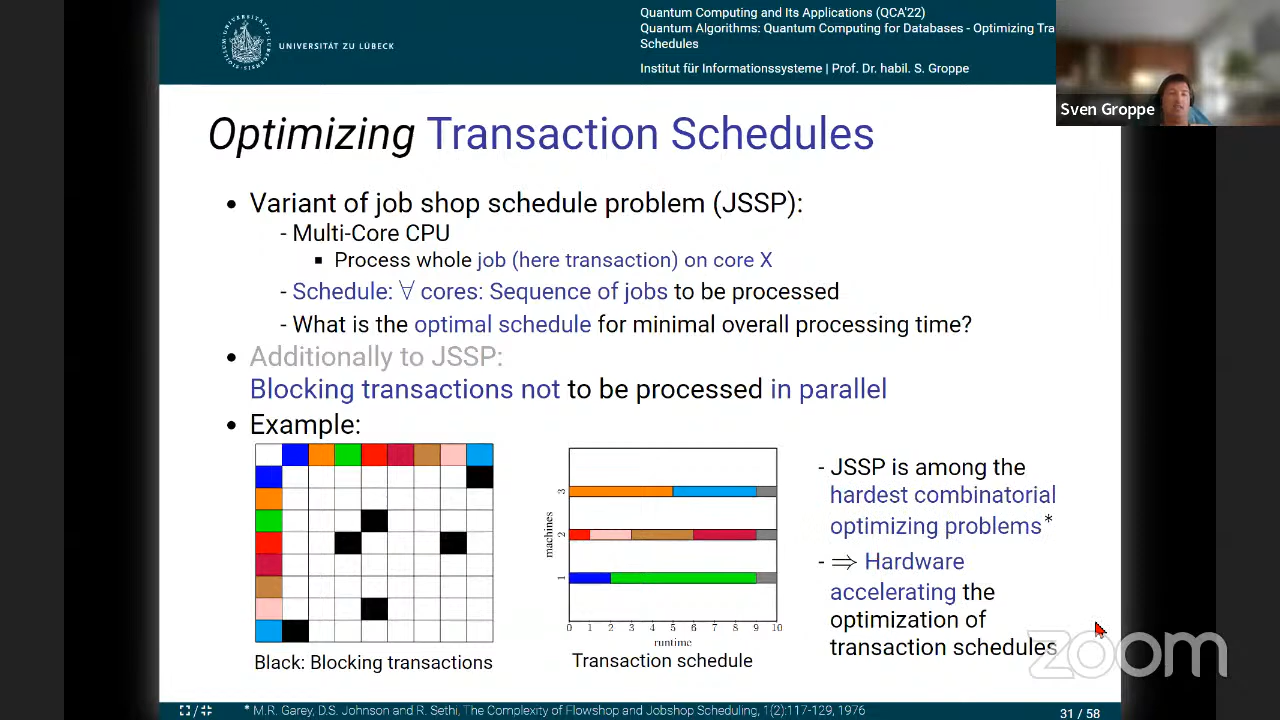 UNIVERSITÄT ZU LÜBECK
Quantum Computing and Its Applications (QCA'22)
Quantum Algorithms: Quantum Computing for Databases - Optimizing Tra
Schedules
Institut für Informationssysteme | Prof. Dr. habil. S. Groppe
Sven Groppe
Optimizing Transaction Schedules
• Variant of job shop schedule problem (JSSP):
- Multi-Core CPU
▪ Process whole job (here transaction) on core X
- Schedule: ∀ cores: Sequence of jobs to be processed
- What is the optimal schedule for minimal overall processing time?
• Additionally to JSSP:
Blocking transactions not to be processed in parallel
• Example:
Black: Blocking transactions
machines
3
2
1
0 1 2 3 4 5 6 7 8 9 10
runtime
Transaction schedule
- JSSP is among the
hardest combinatorial
optimizing problems*
- ⇒ Hardware
accelerating the
optimization of
transaction schedules
zoom
* M.R. Garey, D.S. Johnson and R. Sethi, The Complexity of Flowshop and Jobshop Scheduling, 1(2):117-129, 1976
31 / 58